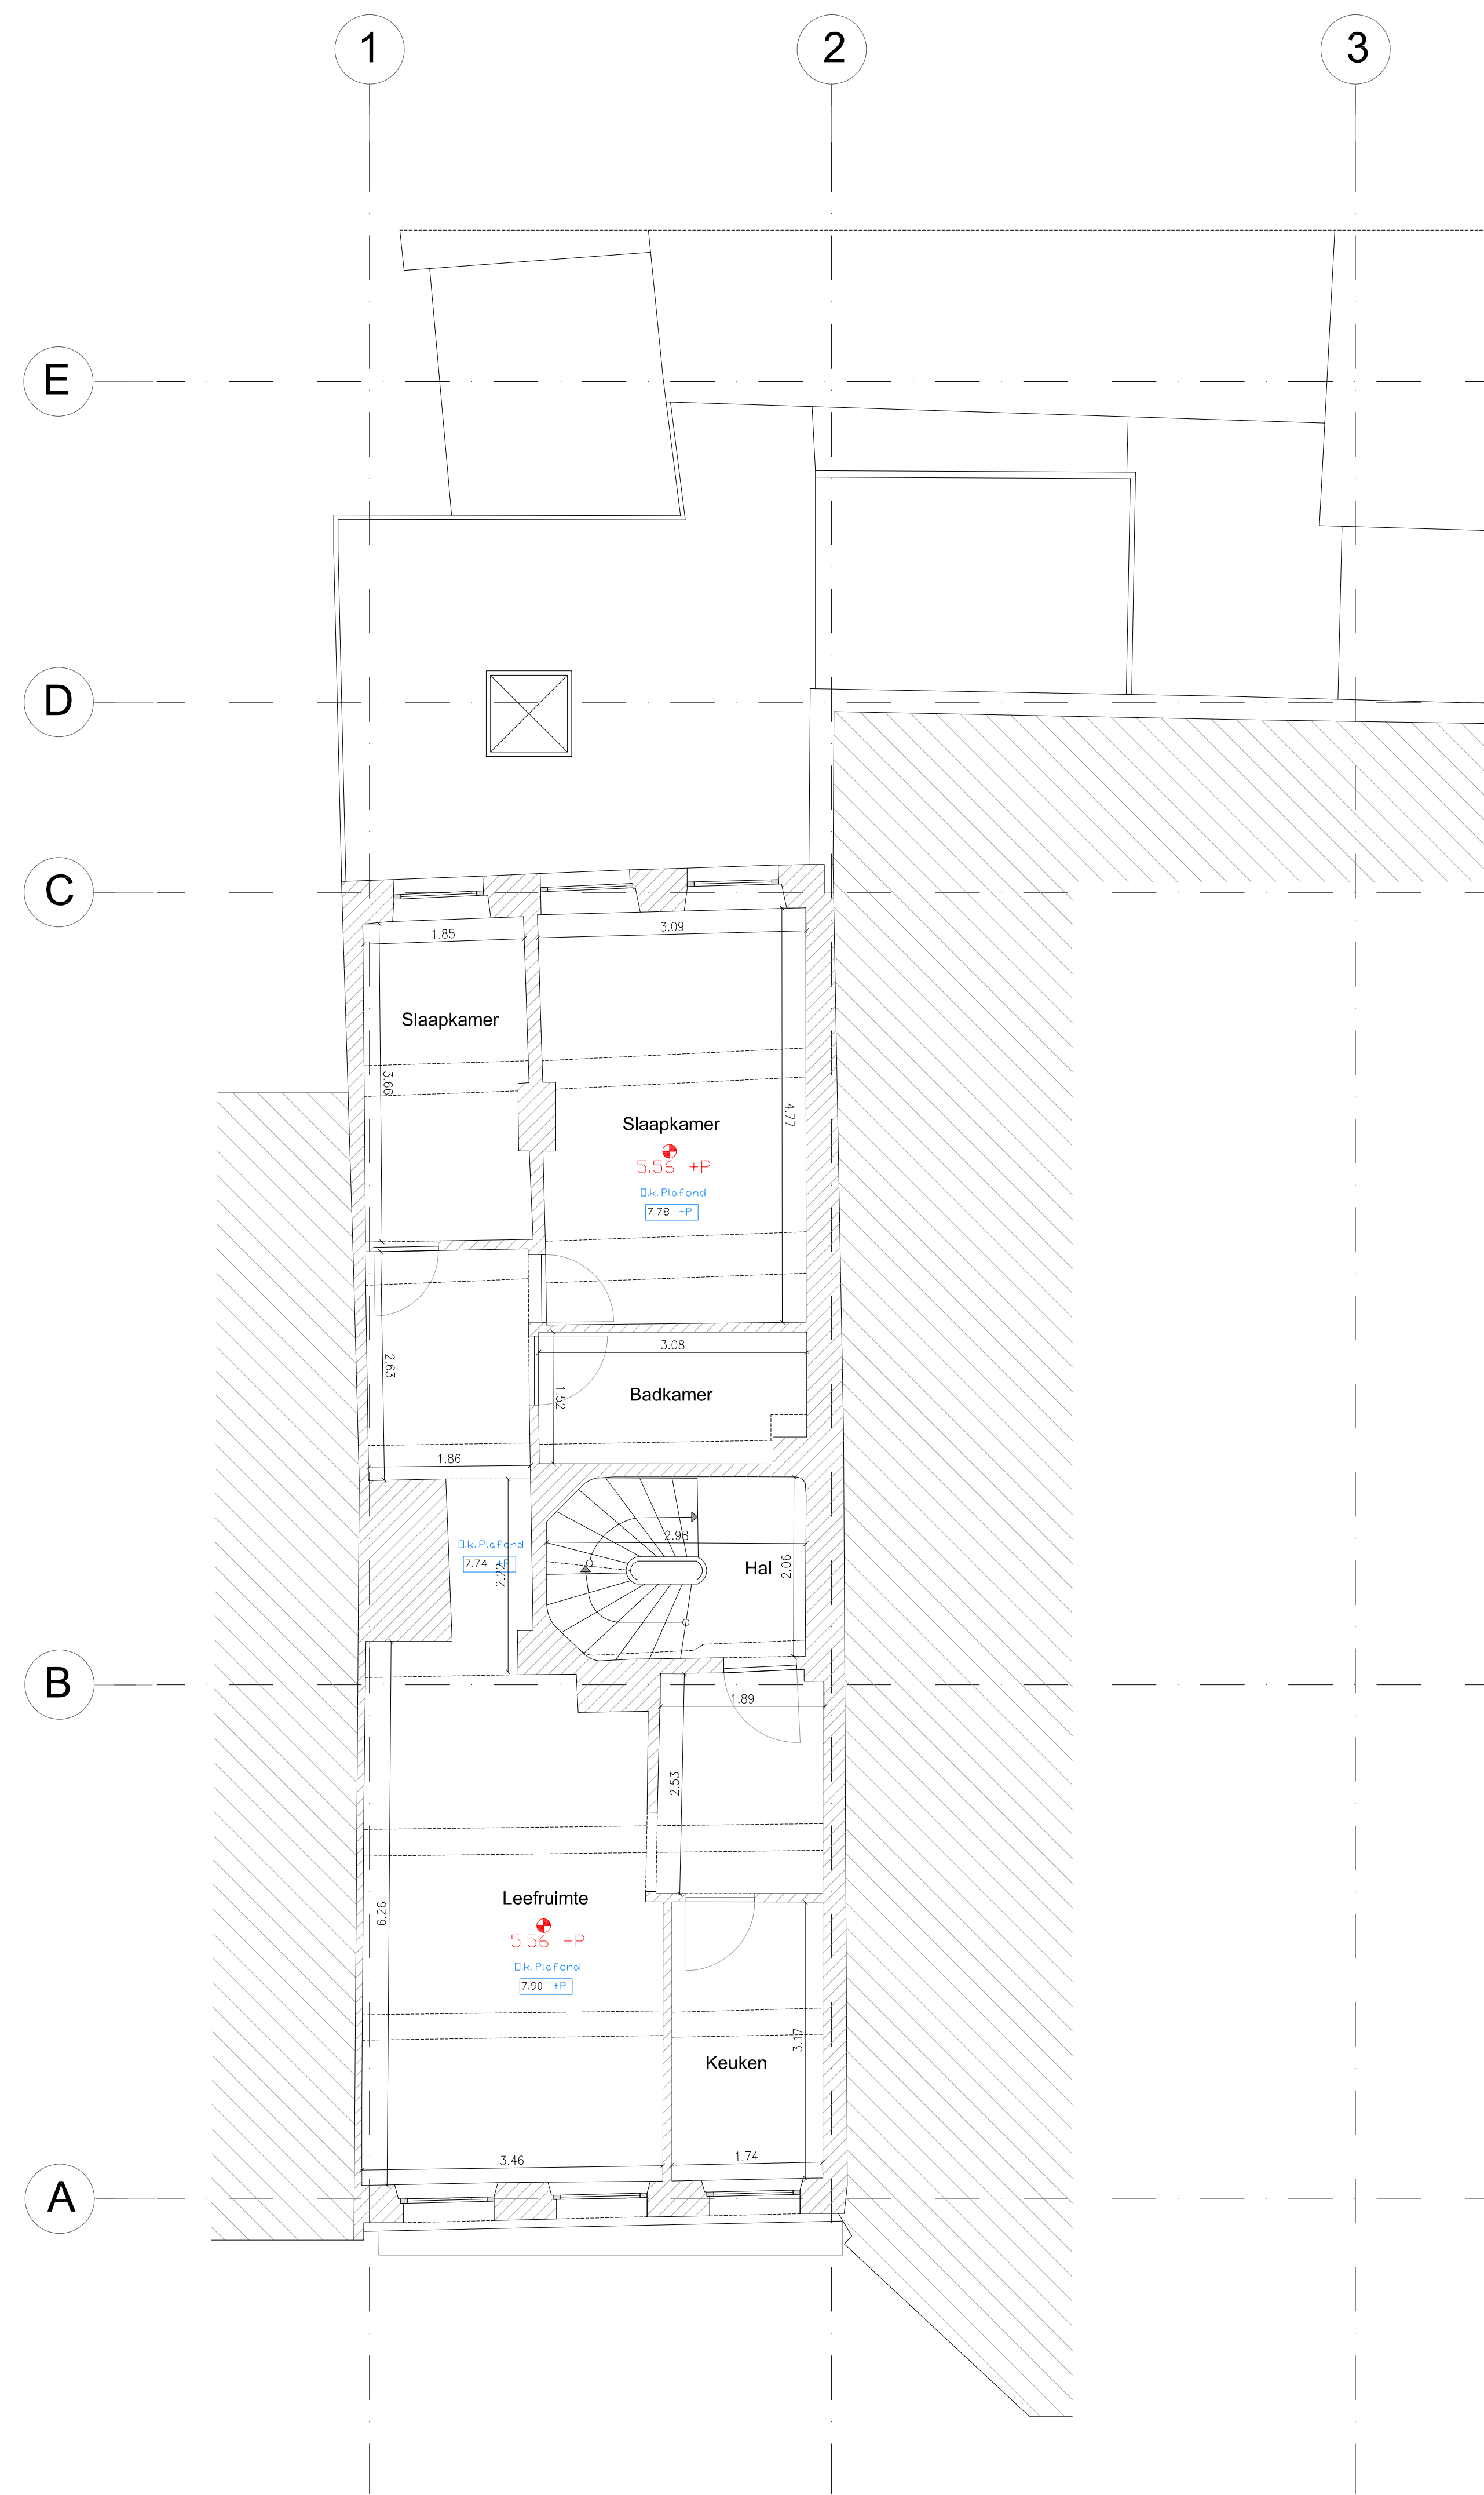 1
2
3
E
D
C
1.85
3.09
Slaapkamer
3.66
4.77
Slaapkamer
5.56 +P
.k. Plafond
7.78 +P
2.63
3.08
1.52
Badkamer
1.86
.k. Plafond
7.74 +P
2.22
2.98
Hal
2.06
B
1.89
2.53
6.26
Leefruimte
5.56 +P
.k. Plafond
7.90 +P
3.17
Keuken
3.46
1.74
A